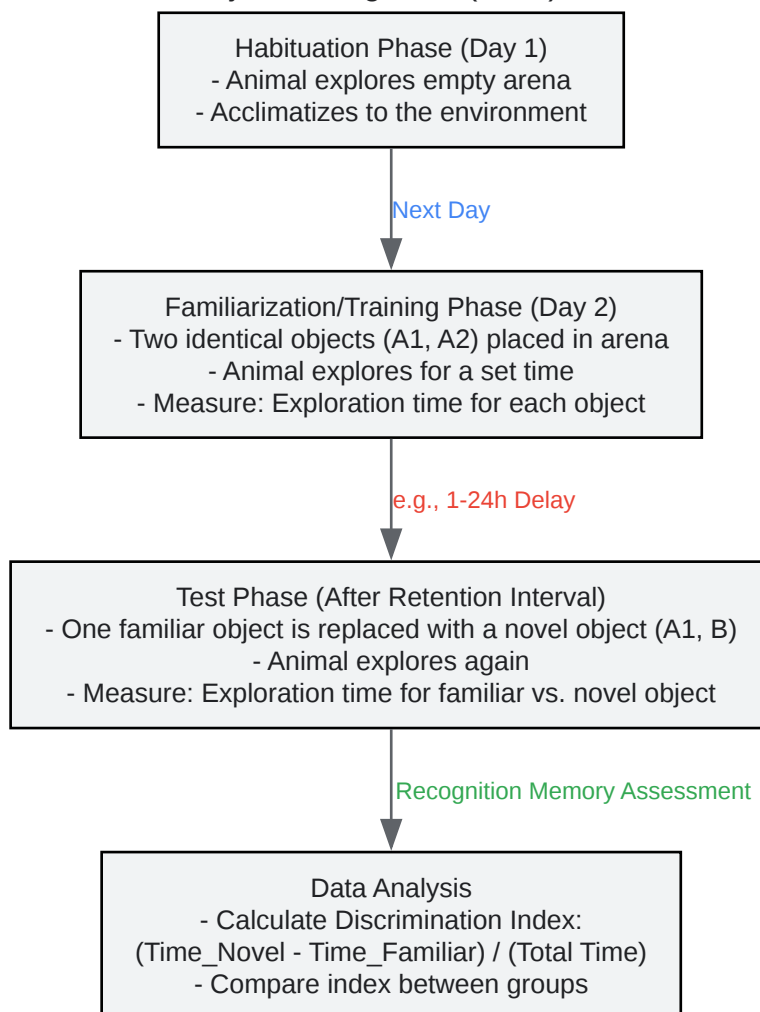 Habituation Phase (Day 1)
- Animal explores empty arena
- Acclimatizes to the environment
Next Day
Familiarization/Training Phase (Day 2)
- Two identical objects (A1, A2) placed in arena
- Animal explores for a set time
- Measure: Exploration time for each object
e.g., 1-24h Delay
Test Phase (After Retention Interval)
- One familiar object is replaced with a novel object (A1, B)
- Animal explores again
- Measure: Exploration time for familiar vs. novel object
Recognition Memory Assessment
Data Analysis
- Calculate Discrimination Index:
(Time_Novel - Time_Familiar) / (Total Time)
- Compare index between groups